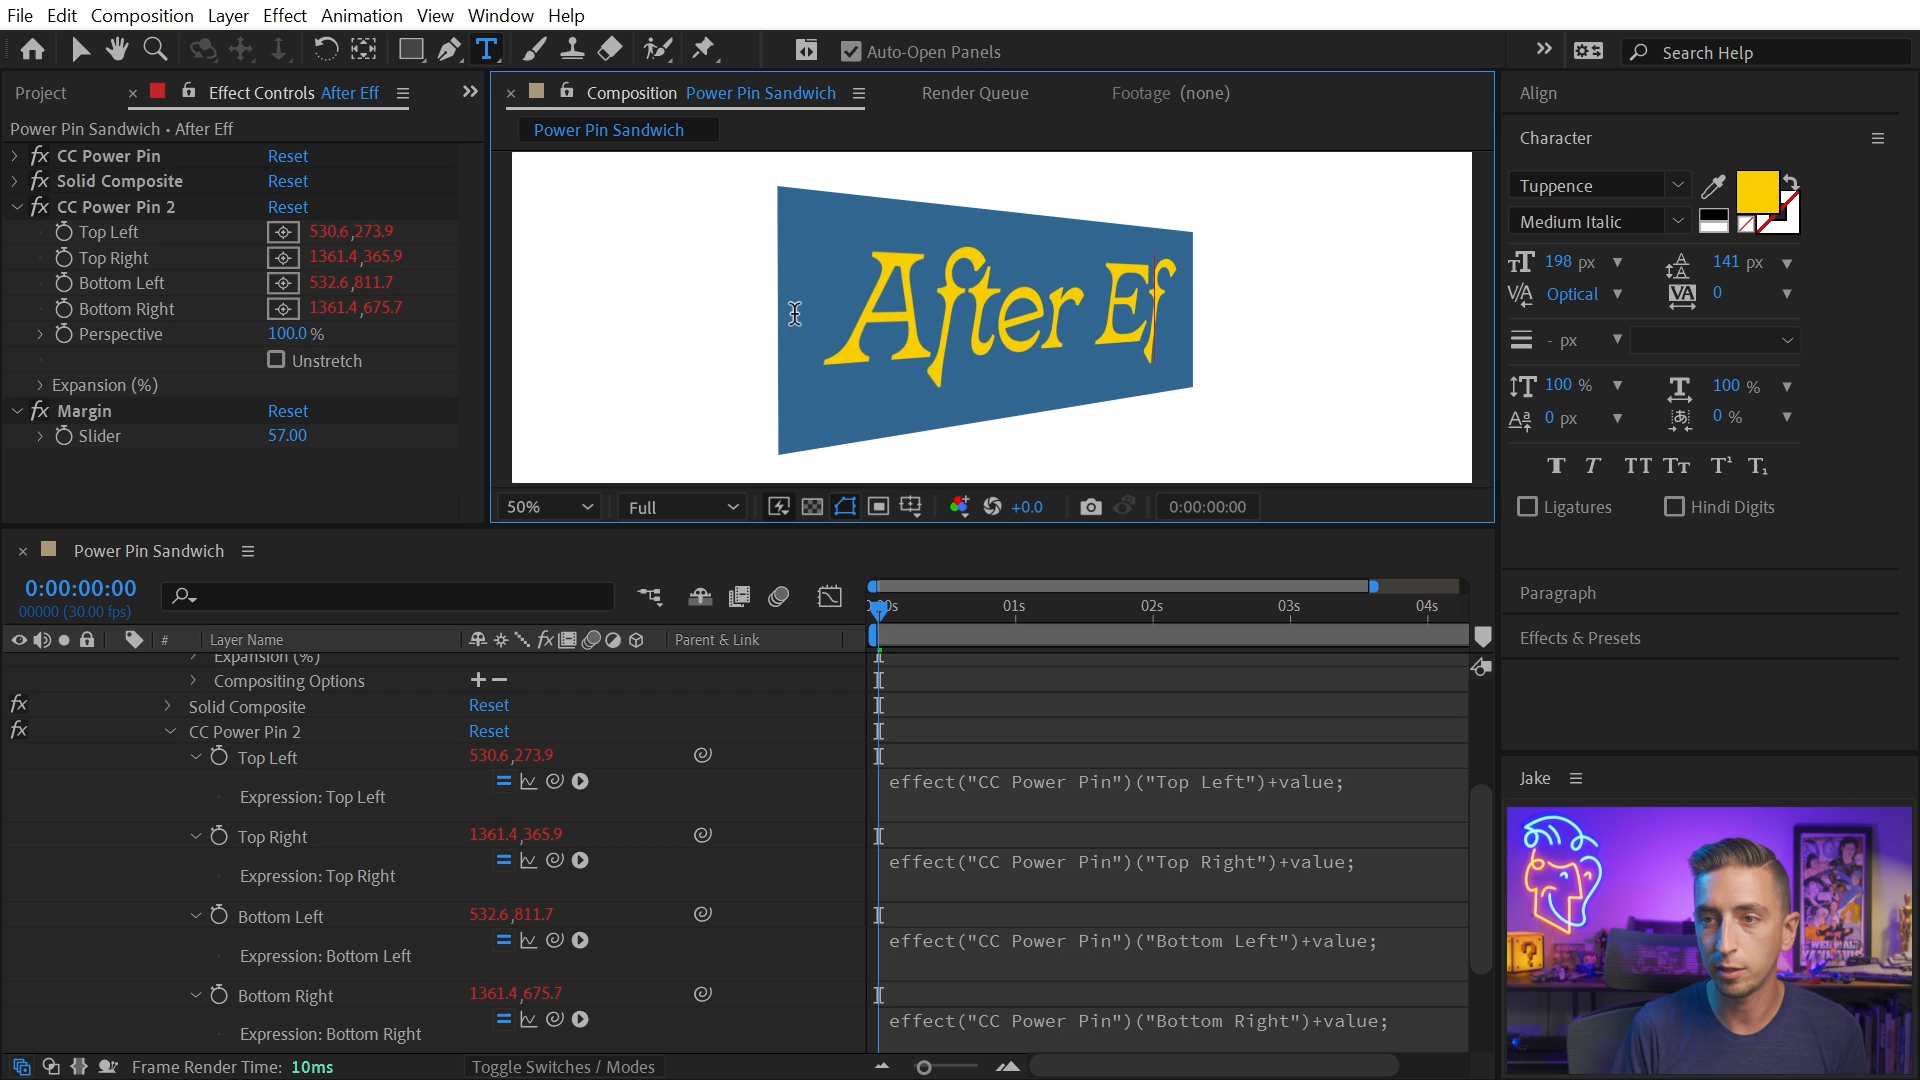 File Edit Composition Layer Effect Animation View Window Help
Auto-Open Panels
Search Help
Project
Effect Controls After Eff
Composition Power Pin Sandwich
Render Queue
Footage (none)
Align
Power Pin Sandwich • After Eff
Power Pin Sandwich
Character
fx CC Power Pin Reset
fx Solid Composite Reset
fx CC Power Pin 2 Reset
Top Left 530.6,273.9
Top Right 1361.4,365.9
Bottom Left 532.6,811.7
Bottom Right 1361.4,675.7
Perspective 100.0 %
Unstretch
Expansion (%)
fx Margin Reset
Slider 57.00
After Ef
Tuppence
Medium Italic
198 px 141 px
Optical 0
- px
100 % 100 %
0 px 0 %
Ligatures Hindi Digits
50% Full +0.0 0:00:00:00
Power Pin Sandwich
0:00:00:00
00000 (30.00 fps)
:00s 01s 02s 03s 04s
# Layer Name Parent & Link
Paragraph
Effects & Presets
Expansion (%)
Compositing Options
fx Solid Composite Reset
fx CC Power Pin 2 Reset
Top Left 530.6,273.9
Expression: Top Left effect("CC Power Pin")("Top Left")+value;
Top Right 1361.4,365.9
Expression: Top Right effect("CC Power Pin")("Top Right")+value;
Bottom Left 532.6,811.7
Expression: Bottom Left effect("CC Power Pin")("Bottom Left")+value;
Bottom Right 1361.4,675.7
Expression: Bottom Right effect("CC Power Pin")("Bottom Right")+value;
Jake
Frame Render Time: 10ms
Toggle Switches / Modes